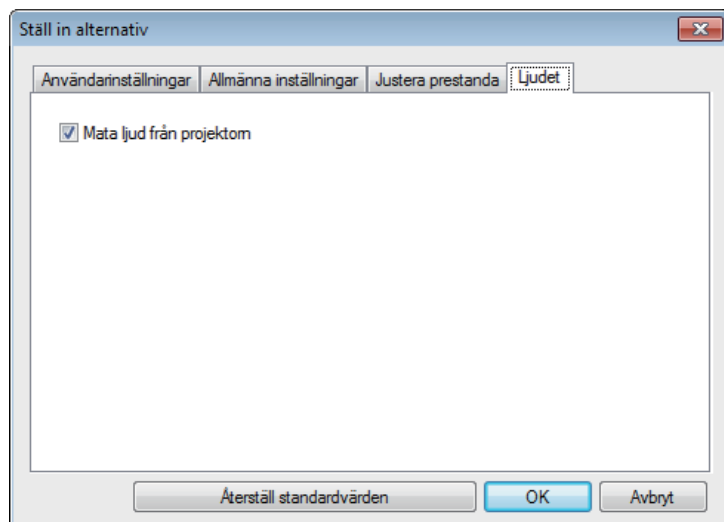 Ställ in alternativ
Användarinställningar Allmänna inställningar Justera prestanda Ljudet
Mata ljud från projektorn
Återställ standardvärden OK Avbryt